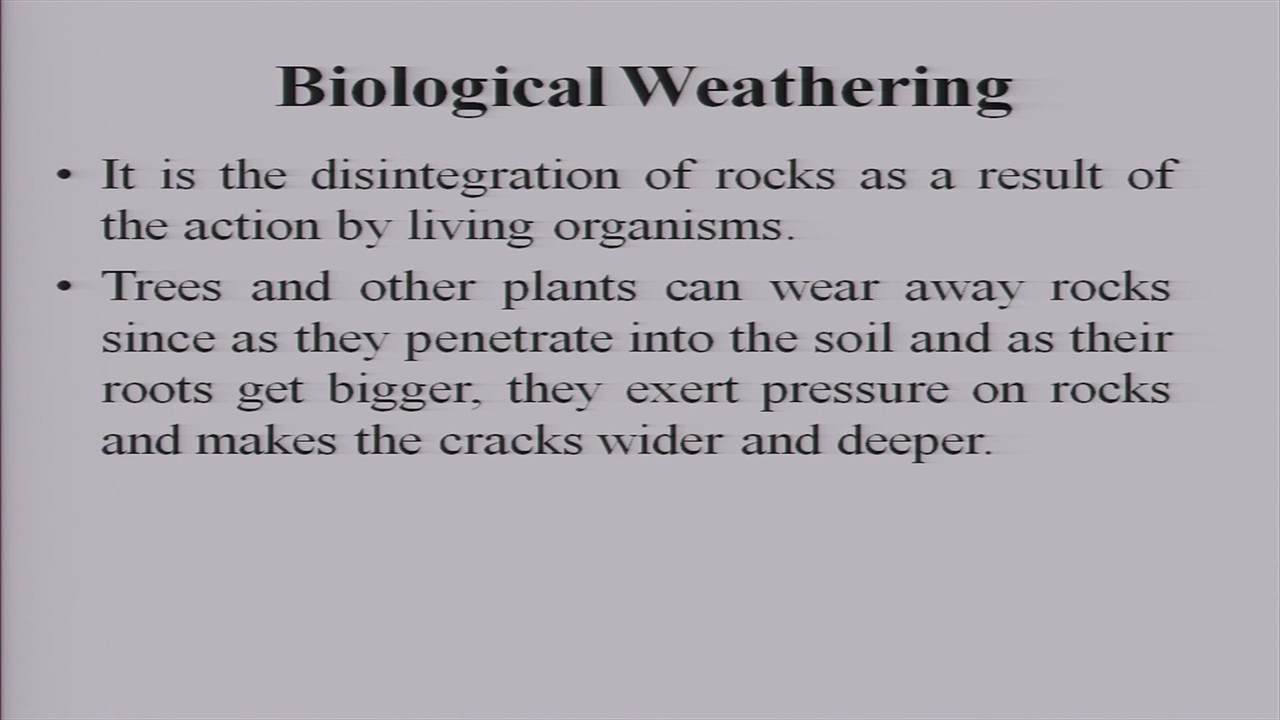 Biological Weathering
• It is the disintegration of rocks as a result of
the action by living organisms.
• Trees and other plants can wear away rocks
since as they penetrate into the soil and as their
roots get bigger, they exert pressure on rocks
and makes the cracks wider and deeper.